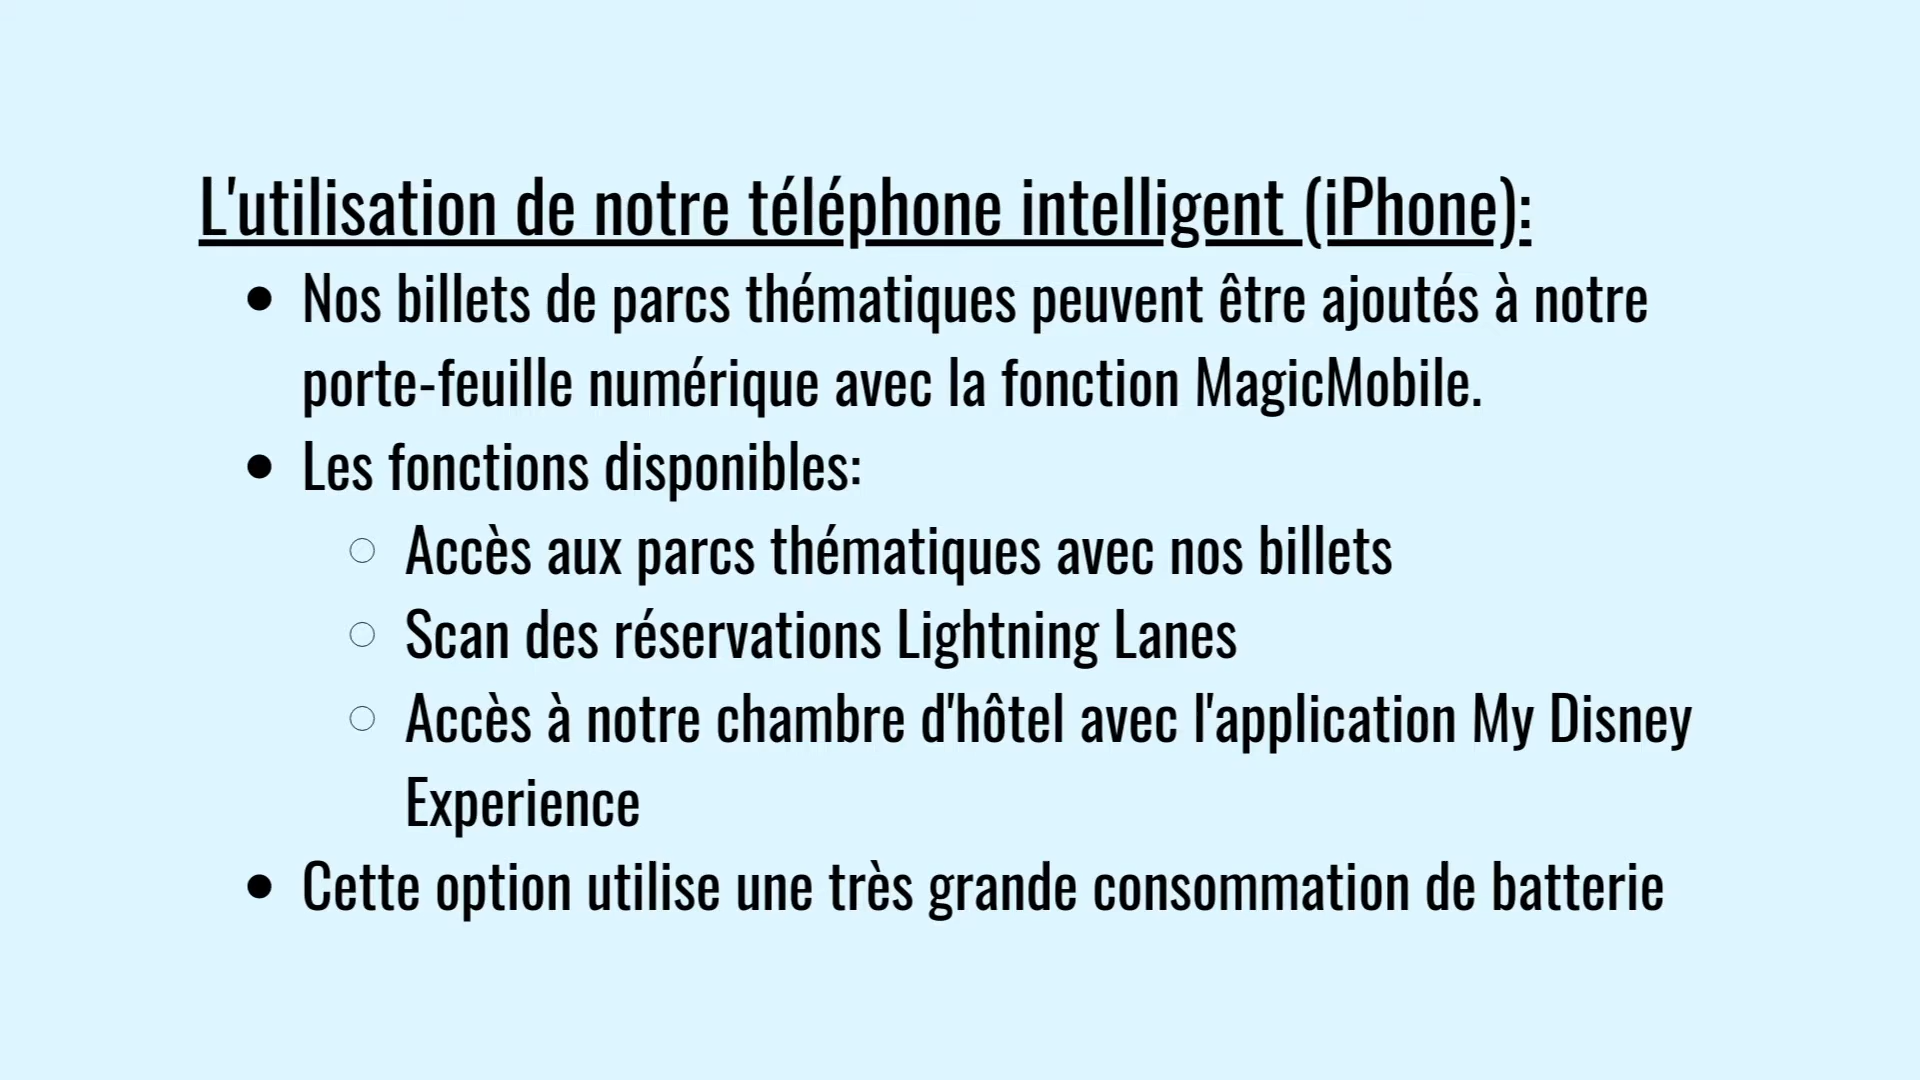 L'utilisation de notre téléphone intelligent (iPhone):
Nos billets de parcs thématiques peuvent être ajoutés à notre
porte-feuille numérique avec la fonction MagicMobile.
Les fonctions disponibles:
Accès aux parcs thématiques avec nos billets
Scan des réservations Lightning Lanes
Accès à notre chambre d'hôtel avec l'application My Disney
Experience
Cette option utilise une très grande consommation de batterie